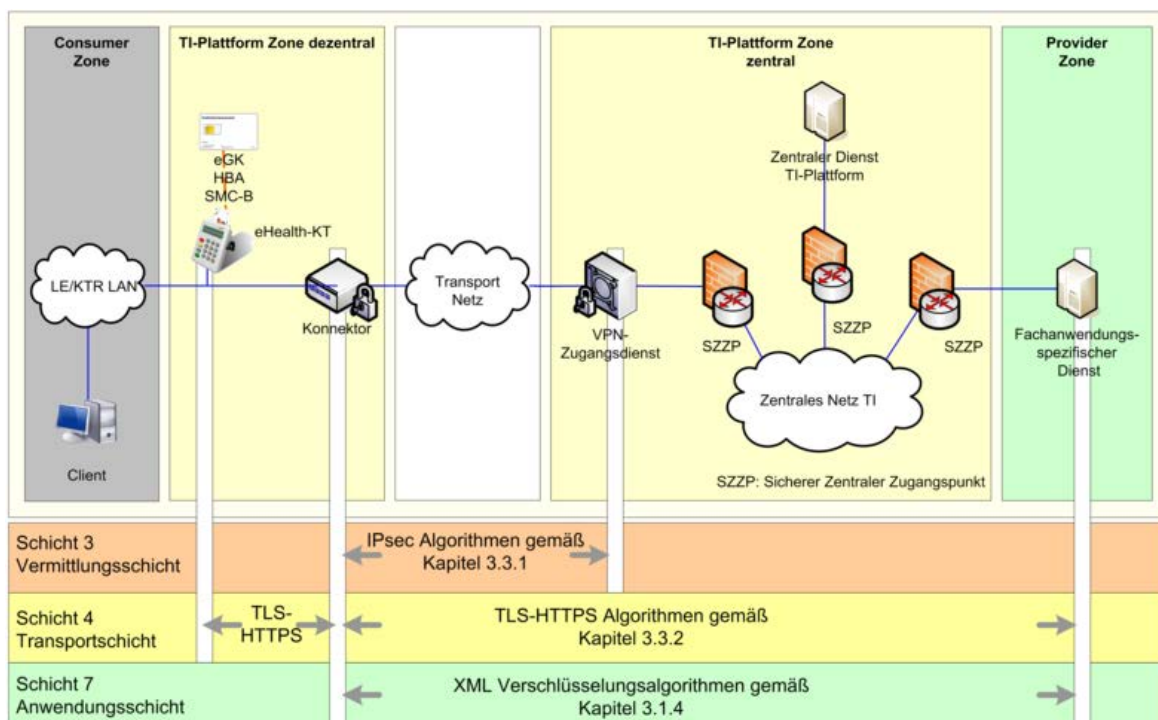 Consumer
Zone
TI-Plattform Zone dezentral
TI-Plattform Zone
zentral
Provider
Zone
eGK
HBA
SMC-B
eHealth-KT
LE/KTR LAN
Client
Konnektor
Transport
Netz
VPN-
Zugangsdienst
Zentraler Dienst
TI-Plattform
SZZP
SZZP
SZZP
Zentrales Netz TI
SZZP: Sicherer Zentraler Zugangspunkt
Fachanwendungs-
spezifischer
Dienst
Schicht 3
Vermittlungsschicht
IPsec Algorithmen gemäß
Kapitel 3.3.1
Schicht 4
Transportschicht
TLS-
HTTPS
TLS-HTTPS Algorithmen gemäß
Kapitel 3.3.2
Schicht 7
Anwendungsschicht
XML Verschlüsselungsalgorithmen gemäß
Kapitel 3.1.4